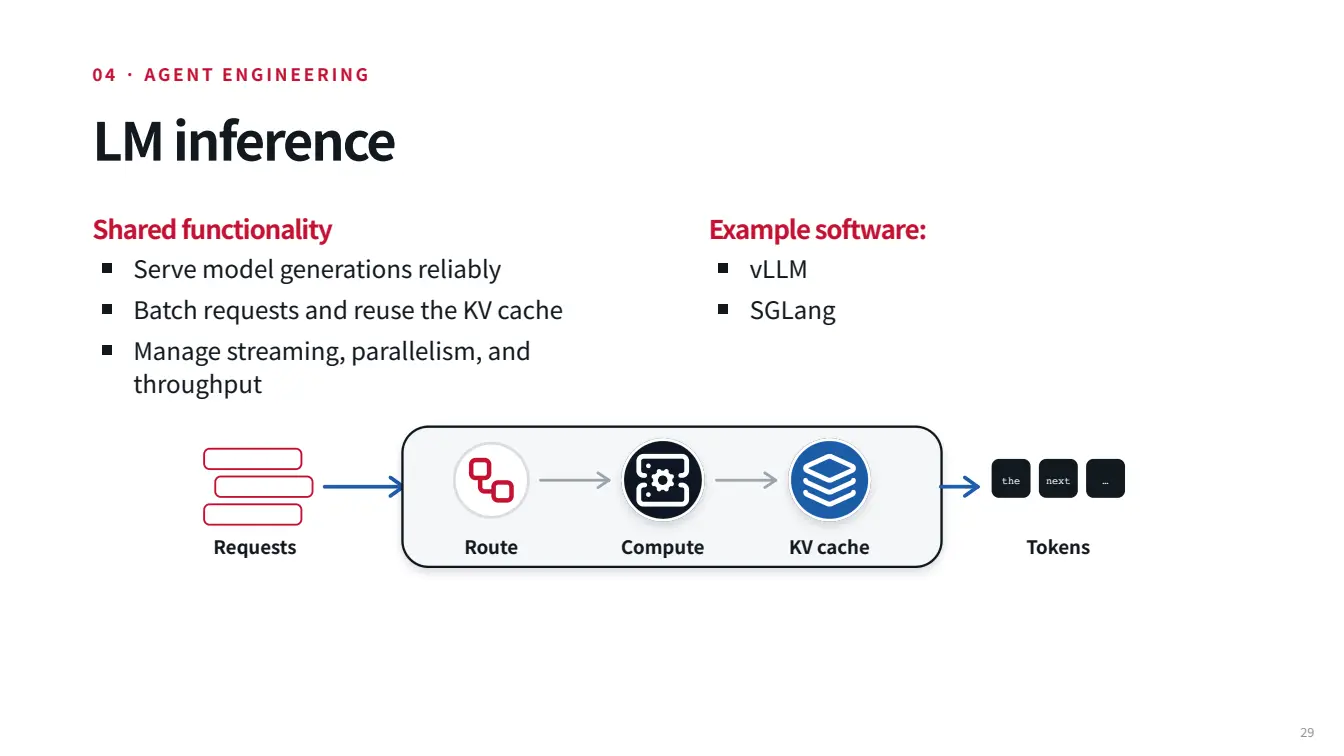 04 · AGENT ENGINEERING
LM inference
Shared functionality
▪ Serve model generations reliably
▪ Batch requests and reuse the KV cache
▪ Manage streaming, parallelism, and
throughput
Example software:
▪ vLLM
▪ SGLang
Requests
Route
Compute
KV cache
the
next
…
Tokens
29